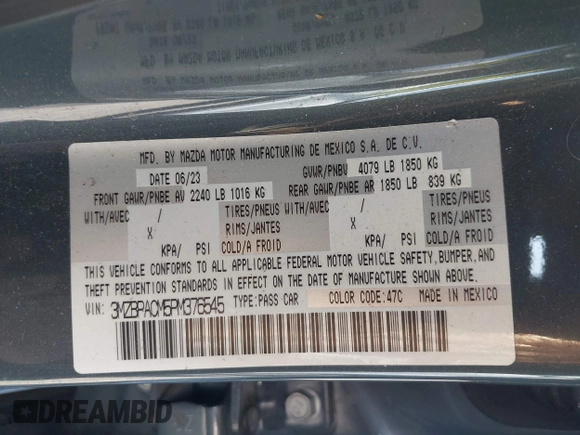 MFD. BY MAZDA MOTOR MANUFACTURING DE MEXICO S.A. DE C.V.
DATE 06/23 GVWR/PNBV 4079 LB 1850 KG
FRONT GAWR/PNBE AV 2240 LB 1016 KG REAR GAWR/PNBE AR 1850 LB 839 KG
WITH/AVEC / TIRES/PNEUS WITH/AVEC / TIRES/PNEUS
X RIMS/JANTES X RIMS/JANTES
KPA/ PSI COLD/A FROID KPA/ PSI COLD/A FROID
THIS VEHICLE CONFORMS TO ALL APPLICABLE FEDERAL MOTOR VEHICLE SAFETY, BUMPER, AND
THEFT PREVENTION STANDARDS IN EFFECT ON THE DATE OF MANUFACTURE SHOWN ABOVE.
VIN: 3MZBPACM5PM376545 TYPE:PASS CAR COLOR CODE:47C MADE IN MEXICO
DREAMBID